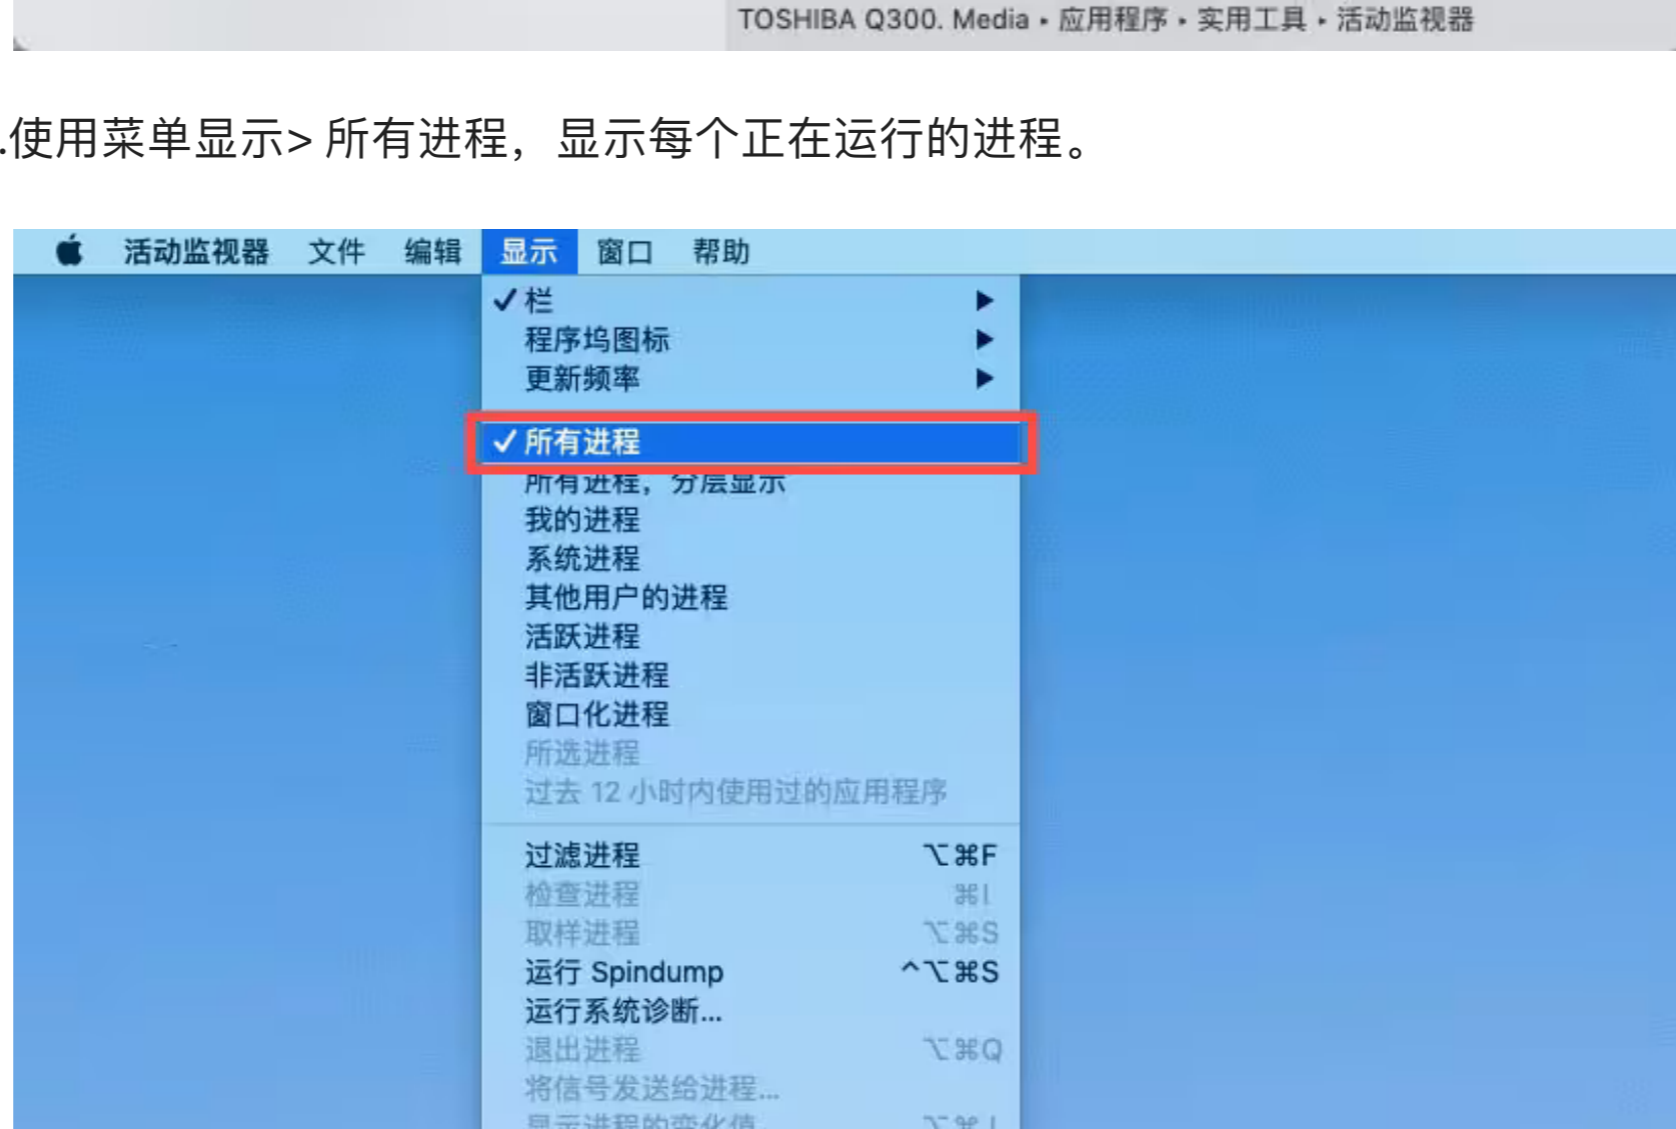 TOSHIBA Q300. Media ▸ 应用程序 ▸ 实用工具 ▸ 活动监视器
.使用菜单显示> 所有进程，显示每个正在运行的进程。
活动监视器 文件 编辑 显示 窗口 帮助
✓ 栏 ▶
程序坞图标 ▶
更新频率 ▶
✓ 所有进程
所有进程，分层显示
我的进程
系统进程
其他用户的进程
活跃进程
非活跃进程
窗口化进程
所选进程
过去 12 小时内使用过的应用程序
过滤进程 ⌥⌘F
检查进程 ⌘I
取样进程 ⌥⌘S
运行 Spindump ^⌥⌘S
运行系统诊断...
退出进程 ⌥⌘Q
将信号发送给进程...
显示进程的变化值 ⌥⌘J